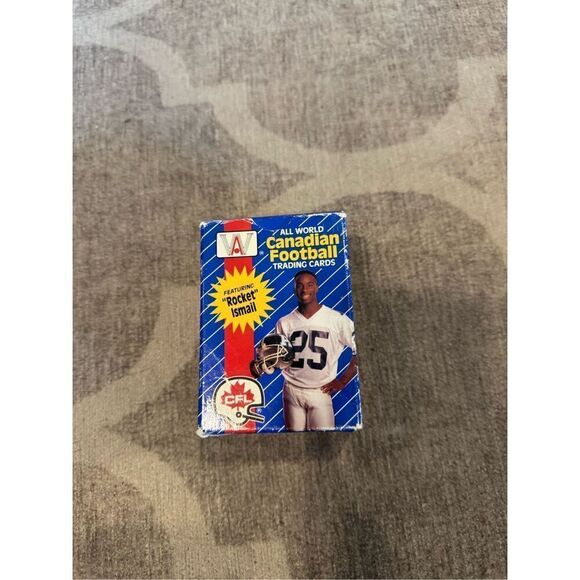 AW
®
ALL WORLD
Canadian
Football
TRADING CARDS
FEATURING
"Rocket"
Ismail
25
CFL
®